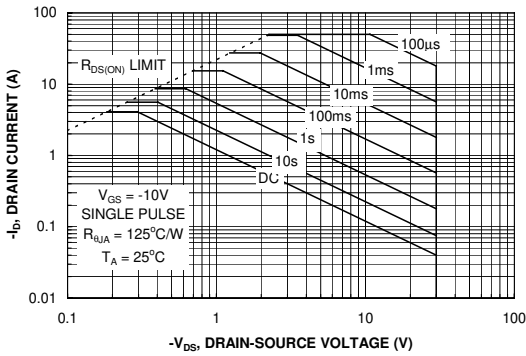 100
10
1
0.1
0.01
-I_D, DRAIN CURRENT (A)
R_DS(ON) LIMIT
100µs
1ms
10ms
100ms
1s
10s
DC
V_GS = -10V
SINGLE PULSE
R_θJA = 125°C/W
T_A = 25°C
0.1
1
10
100
-V_DS, DRAIN-SOURCE VOLTAGE (V)